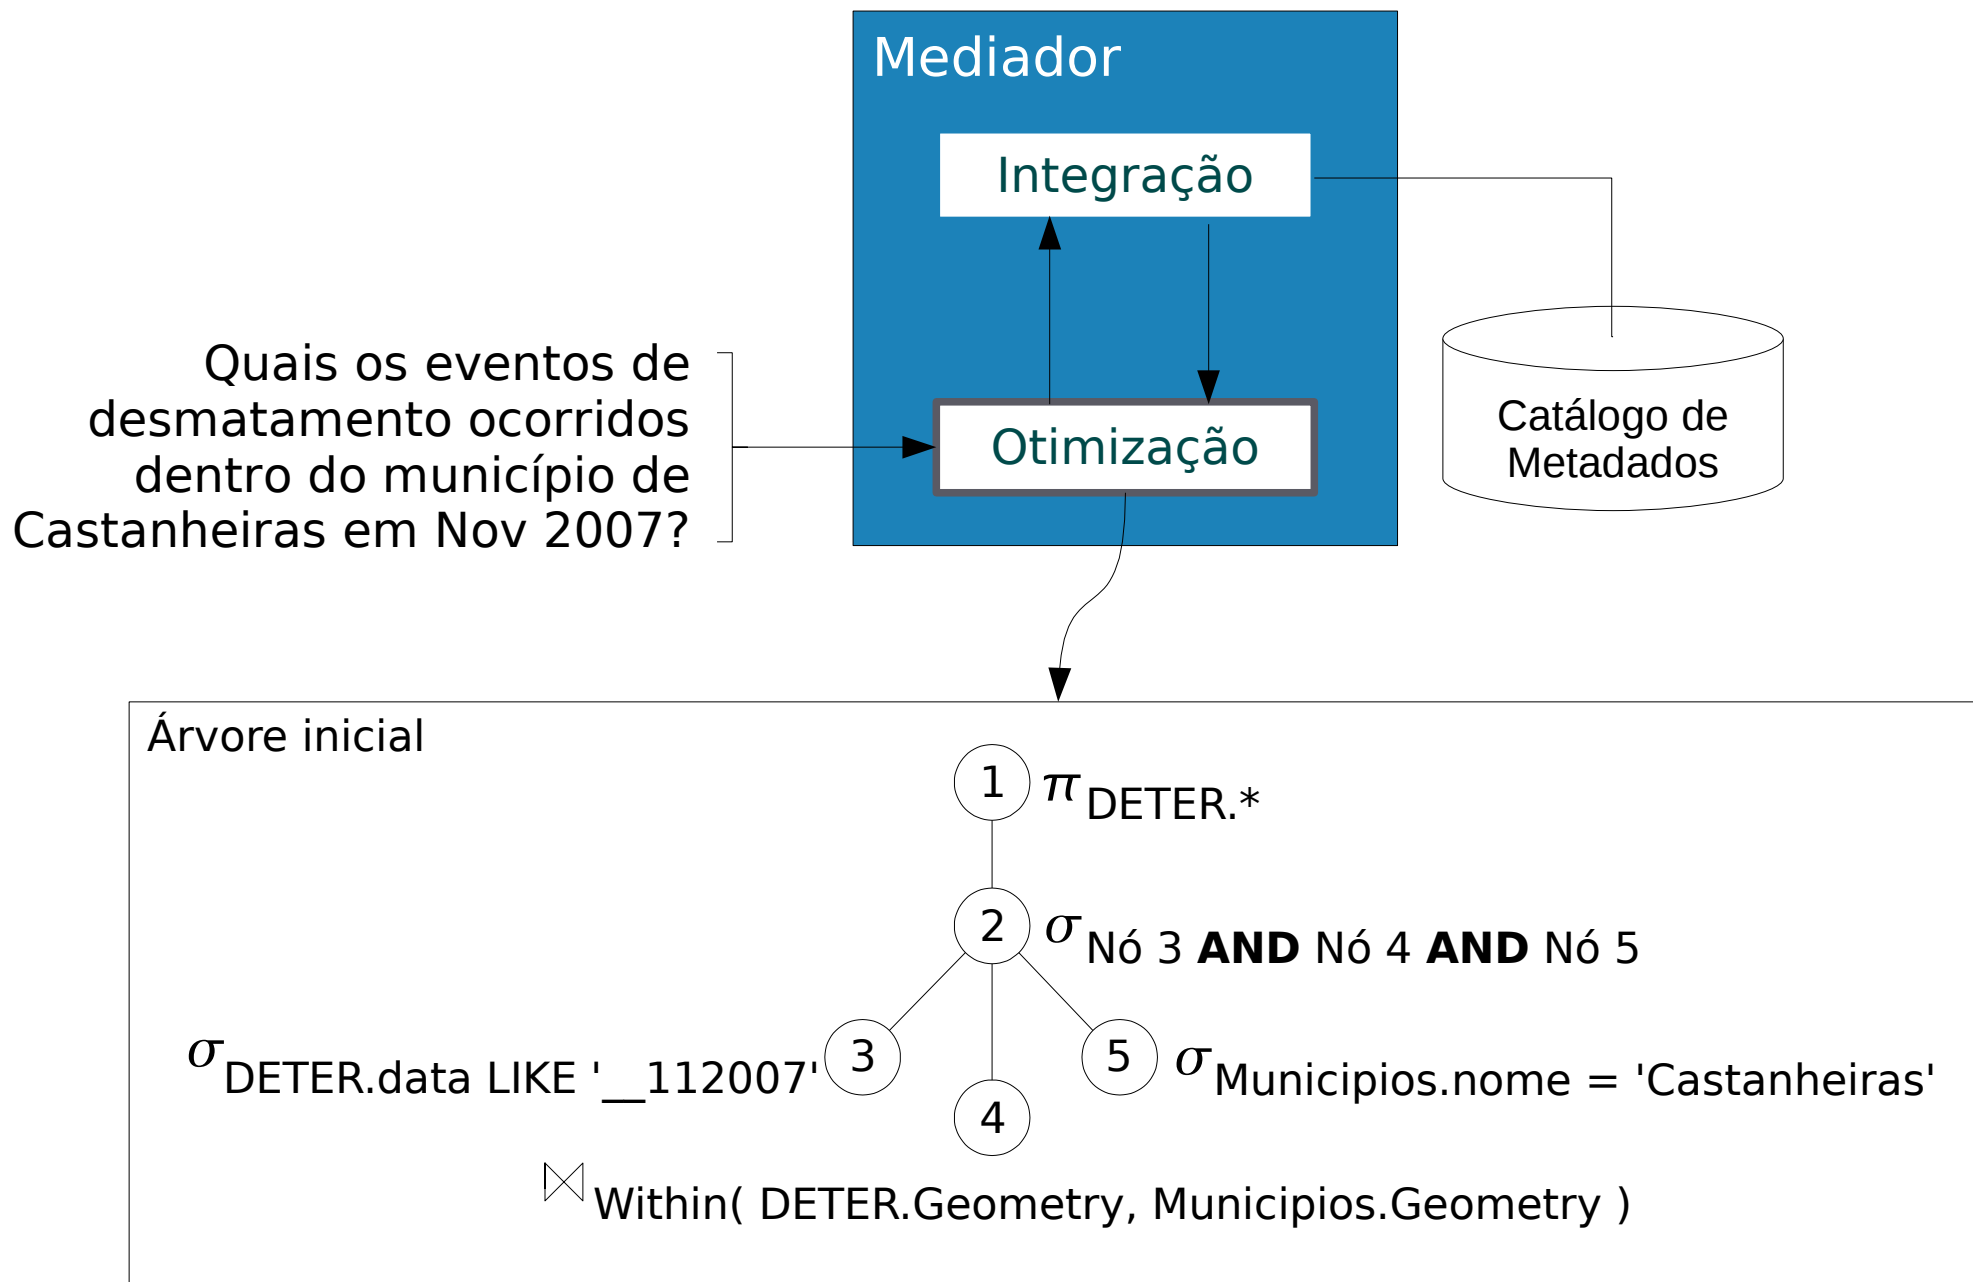 Mediador
Integração
Quais os eventos de
desmatamento ocorridos
dentro do município de
Castanheiras em Nov 2007?
Otimização
Catálogo de
Metadados
Árvore inicial
1 π DETER.*
2 σ Nó 3 AND Nó 4 AND Nó 5
σ DETER.data LIKE '__112007' 3
5 σ Municipios.nome = 'Castanheiras'
4
⋈ Within( DETER.Geometry, Municipios.Geometry )